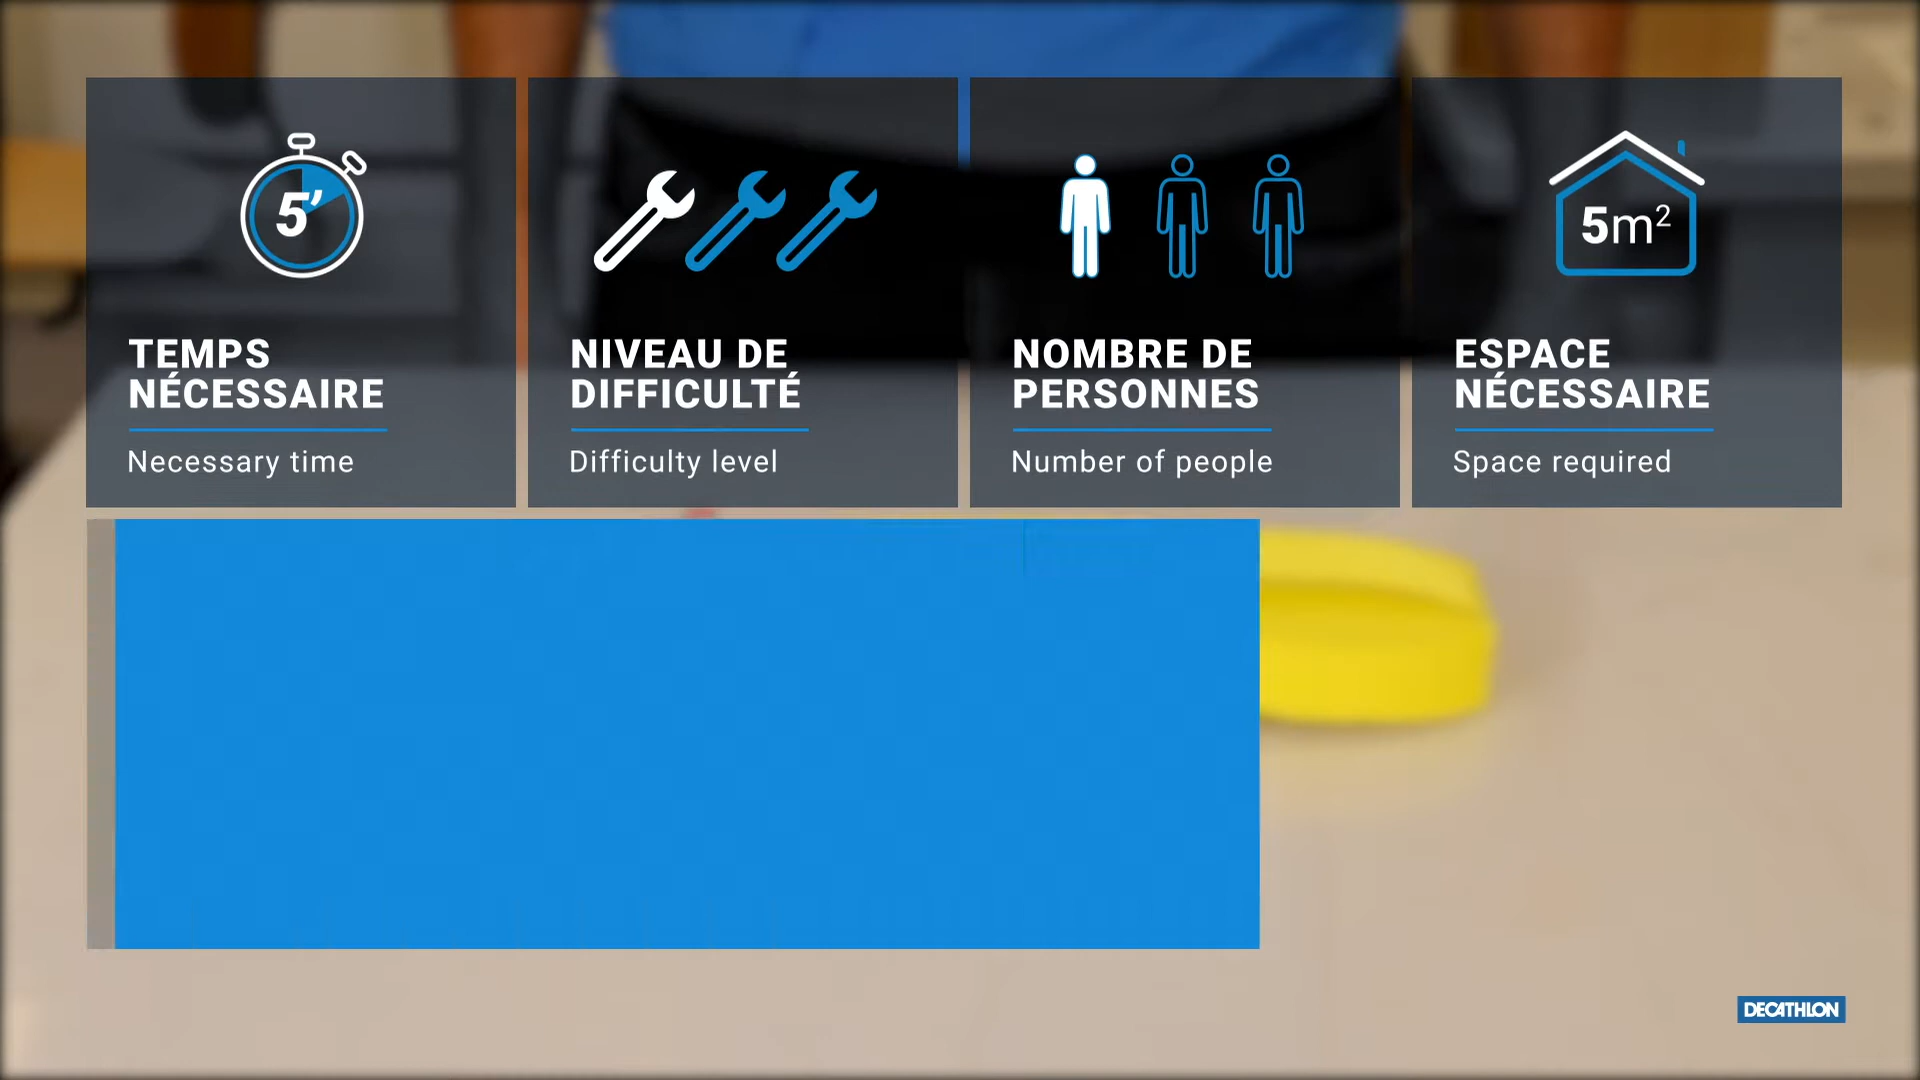 5’
TEMPS
NÉCESSAIRE
Necessary time
NIVEAU DE
DIFFICULTÉ
Difficulty level
NOMBRE DE
PERSONNES
Number of people
5m²
ESPACE
NÉCESSAIRE
Space required
DECATHLON